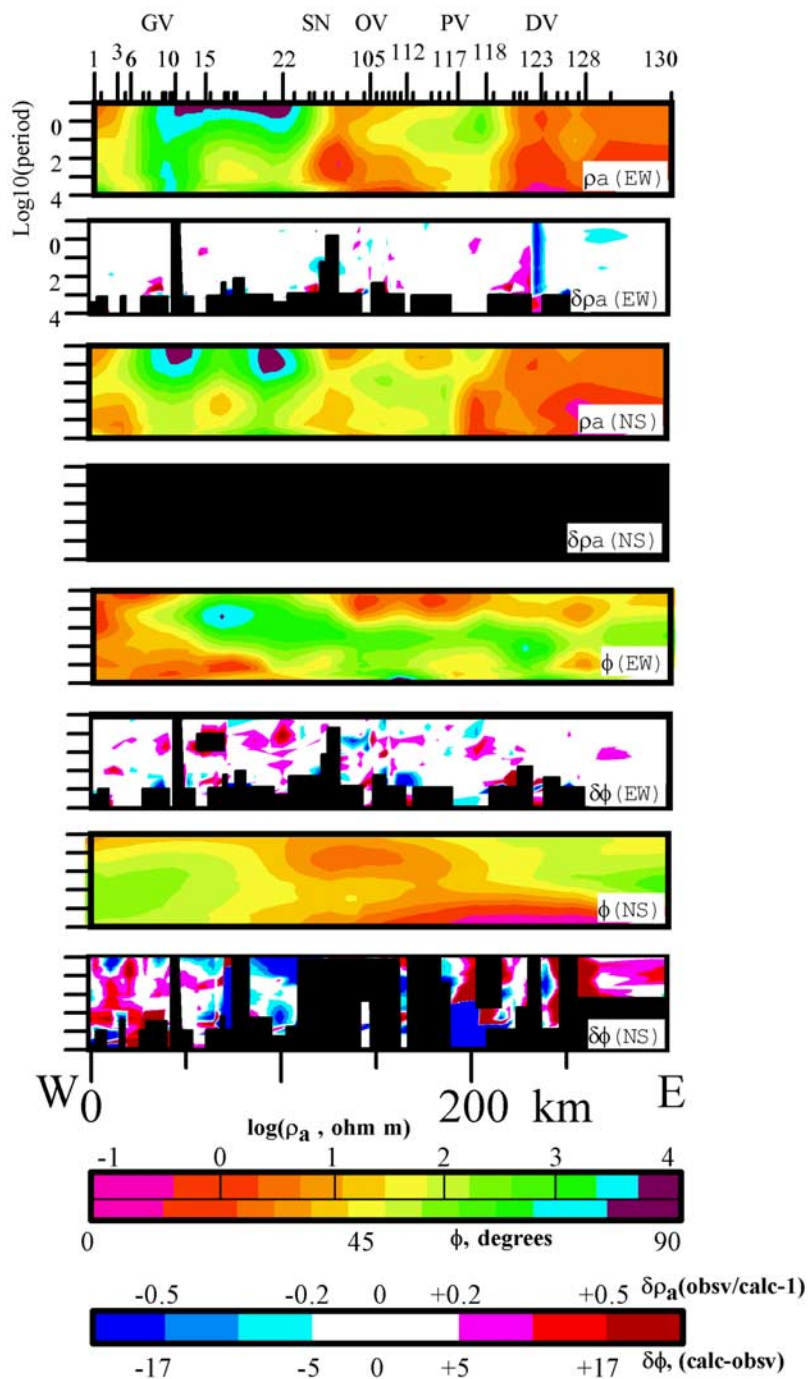 GV SN OV PV DV
1 3 6 10 15 22 105 112 117 118 123 128 130
Log10(period)
0
2
4
ρa(EW)
0
2
4
δρa(EW)
ρa(NS)
δρa(NS)
ϕ(EW)
δϕ(EW)
ϕ(NS)
δϕ(NS)
W 0 200 km E
log(ρa , ohm m)
-1 0 1 2 3 4
0 45 ϕ, degrees 90
-0.5 -0.2 0 +0.2 +0.5 δρa(obsv/calc-1)
-17 -5 0 +5 +17 δϕ, (calc-obsv)